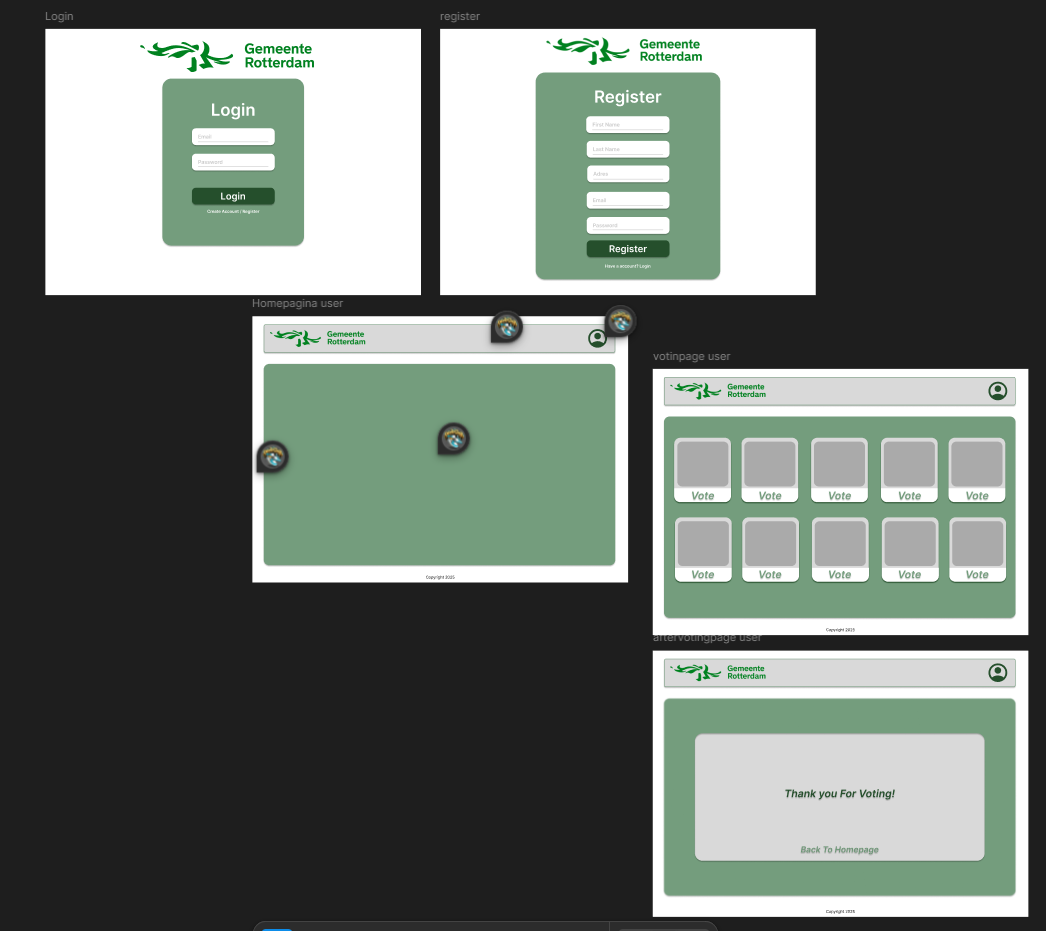 Login
Gemeente
Rotterdam
Login
Email
Password
Login
Create Account / Register
register
Gemeente
Rotterdam
Register
First Name
Last Name
Adres
Email
Password
Register
Have a account? Login
Homepagina user
Gemeente
Rotterdam
Copyright 2025
votinpage user
Gemeente
Rotterdam
Vote Vote Vote Vote Vote
Vote Vote Vote Vote Vote
Copyright 2025
aftervotingpage user
Gemeente
Rotterdam
Thank you For Voting!
Back To Homepage
Copyright 2025